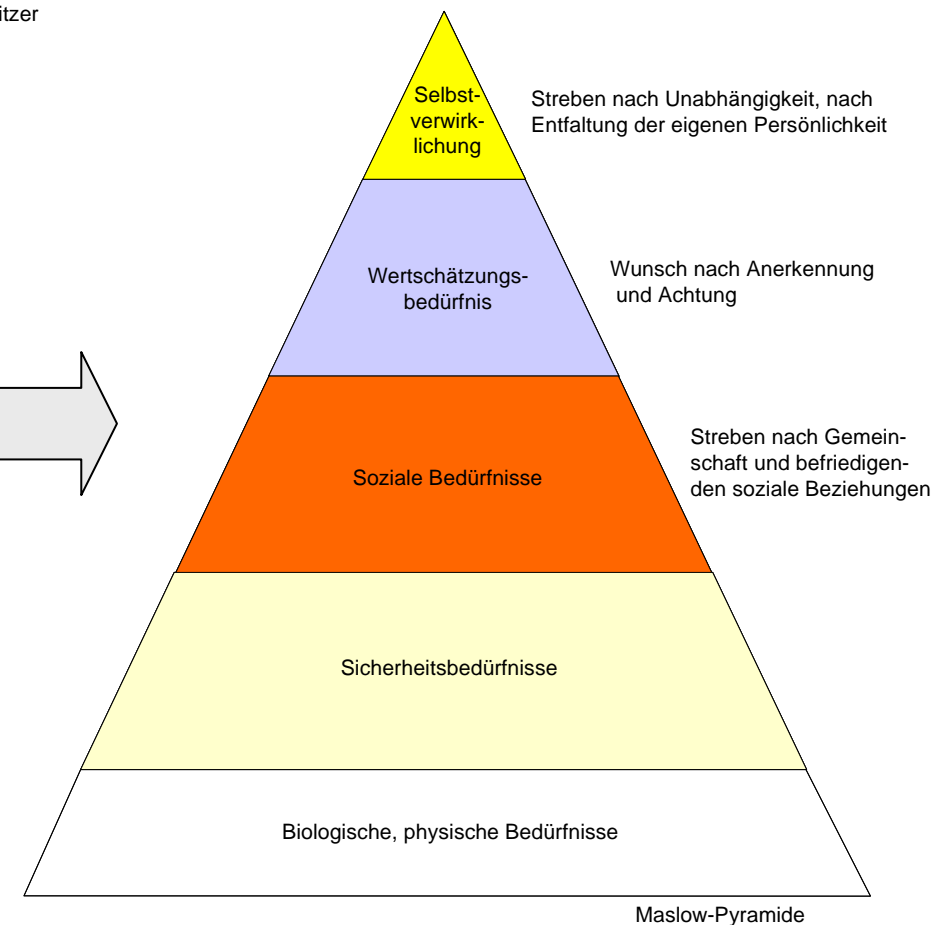 itzer
Selbst-
verwirk-
lichung
Streben nach Unabhängigkeit, nach
Entfaltung der eigenen Persönlichkeit
Wertschätzungs-
bedürfnis
Wunsch nach Anerkennung
und Achtung
Soziale Bedürfnisse
Streben nach Gemein-
schaft und befriedigen-
den soziale Beziehungen
Sicherheitsbedürfnisse
Biologische, physische Bedürfnisse
Maslow-Pyramide